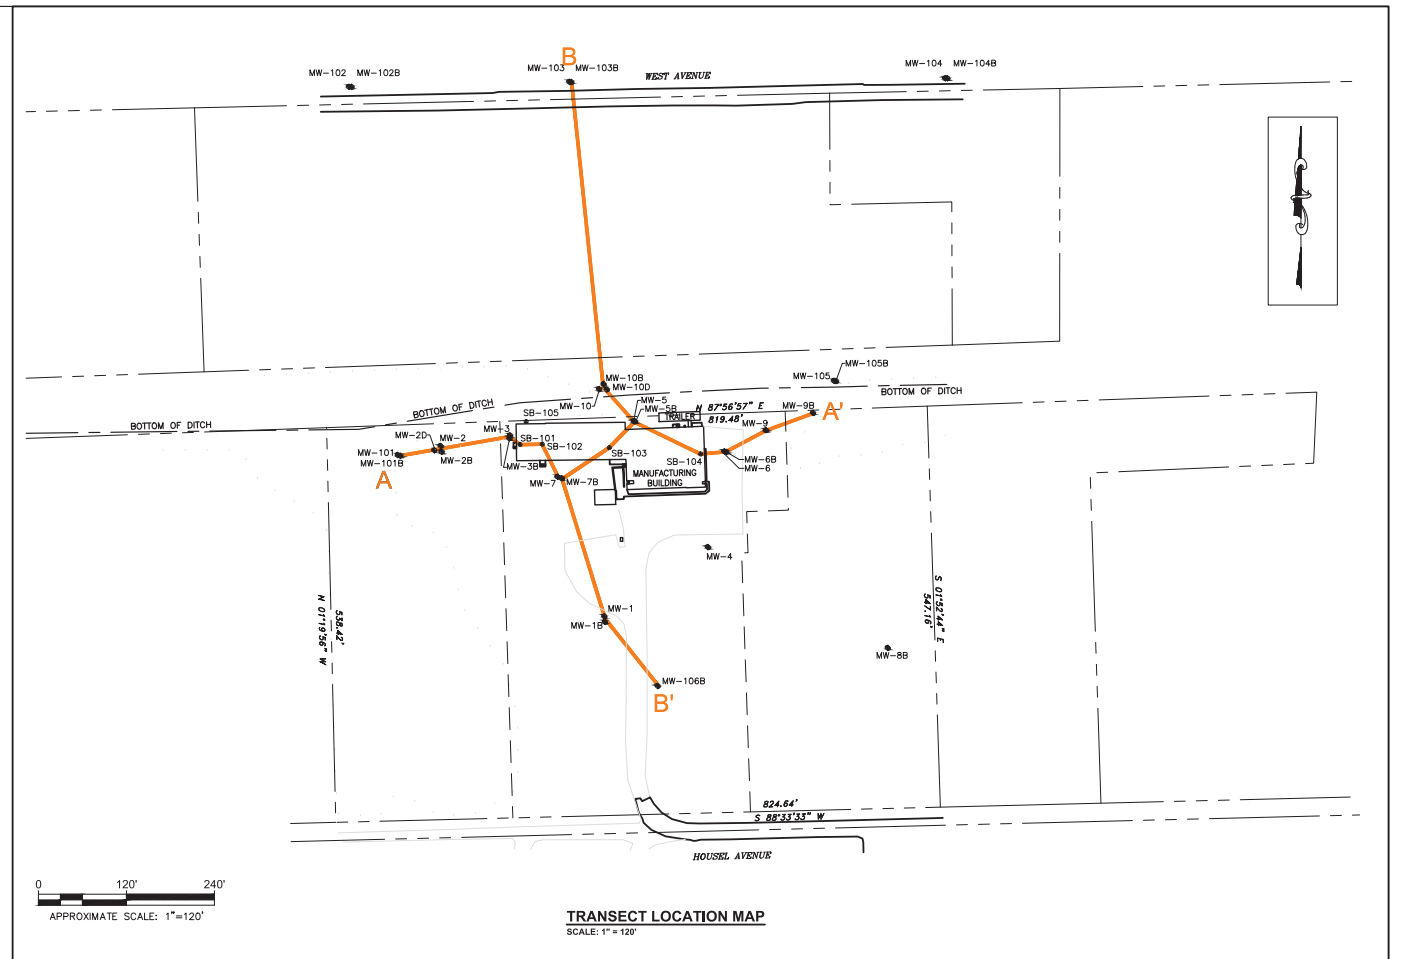 B
MW-102 MW-102B
MW-103 MW-103B
WEST AVENUE
MW-104 MW-104B
MW-10B
MW-10D
MW-10
MW-105
MW-105B
BOTTOM OF DITCH
BOTTOM OF DITCH
BOTTOM OF DITCH
MW-5
MW-5B
TRAILER
N 87°56'57" E
819.48'
MW-9B
A'
MW-9
SB-105
MW-3
SB-101
SB-102
MW-3B
SB-103
SB-104
MW-2D
MW-2
MW-2B
MW-101
MW-101B
A
MW-6B
MW-6
MW-7
MW-7B
MANUFACTURING
BUILDING
MW-4
MW-1
MW-1B
MW-106B
B'
MW-8B
N 01°19'56" W
538.42'
S 01°52'44" E
547.16'
824.64'
S 88°33'33" W
HOUSEL AVENUE
0 120' 240'
APPROXIMATE SCALE: 1"=120'
TRANSECT LOCATION MAP
SCALE: 1" = 120'